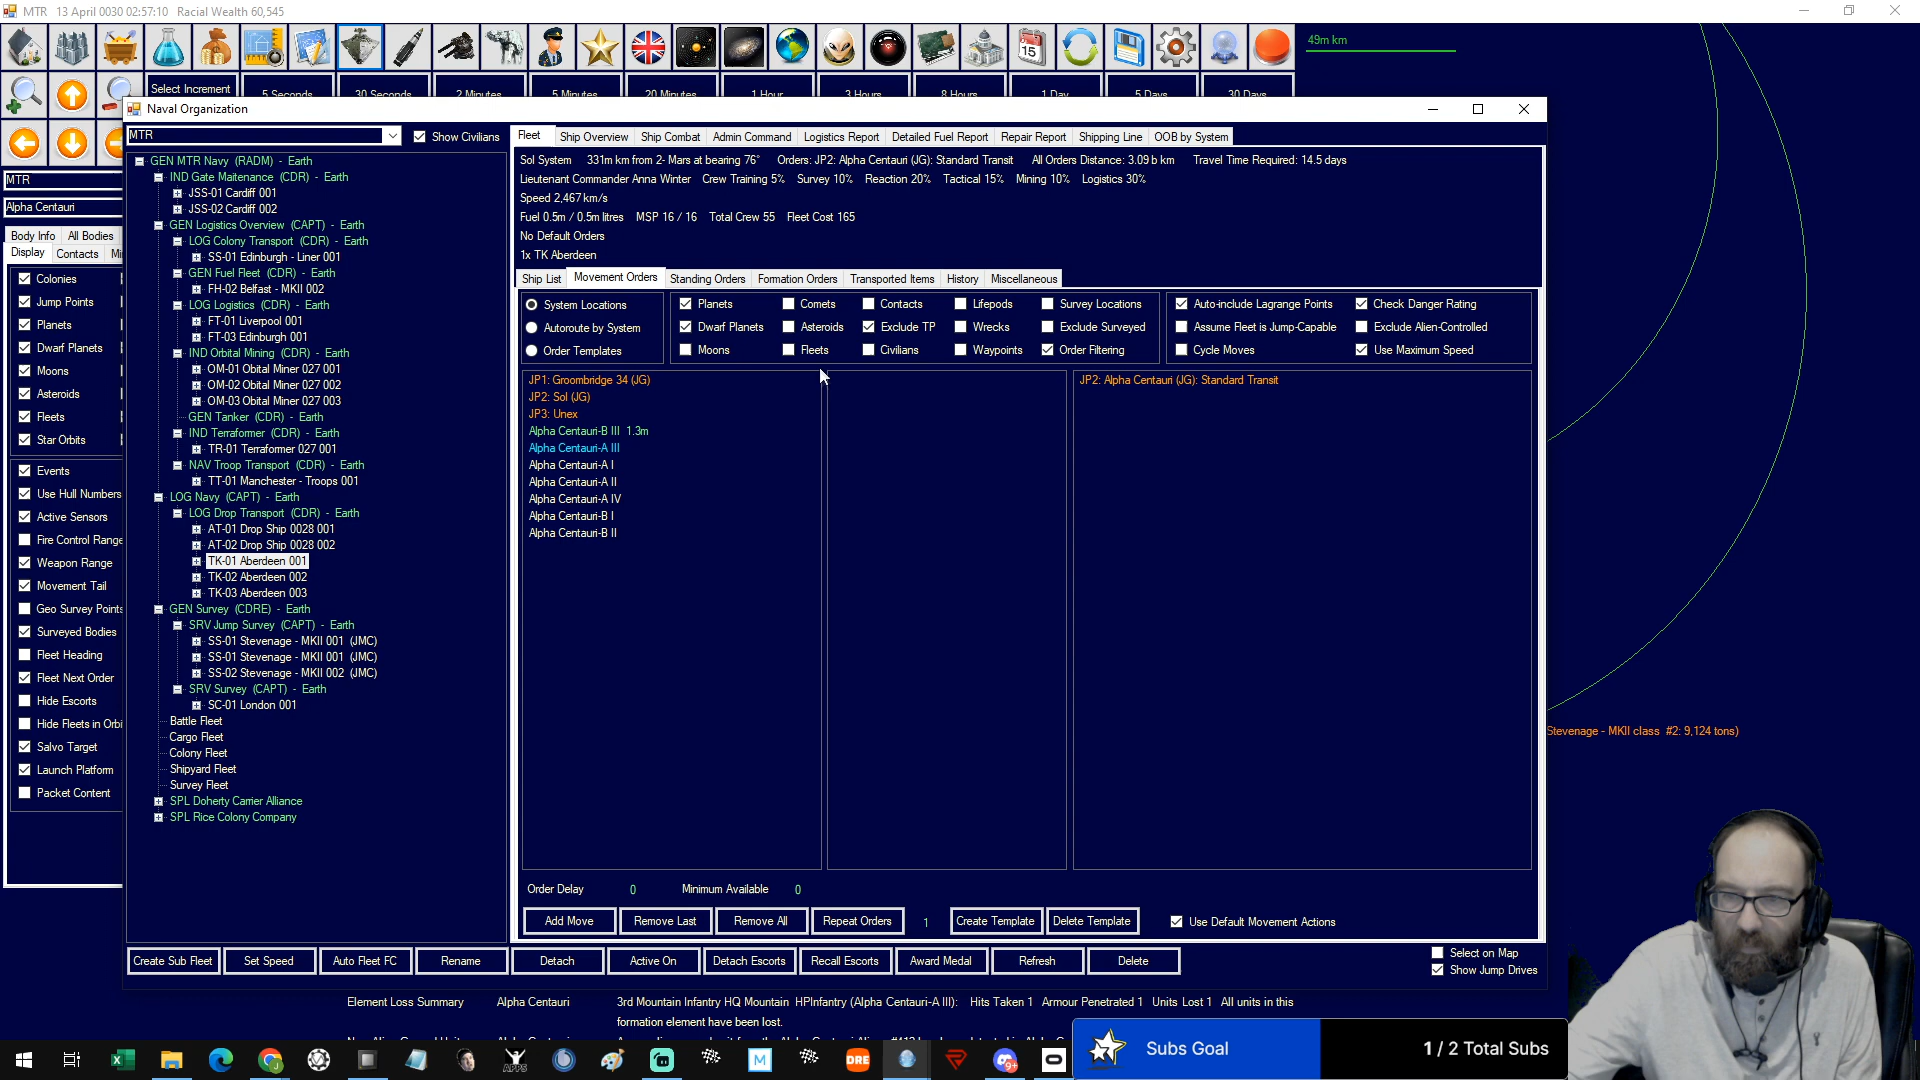 MTR 13 April 0030 02:57:10 Racial Wealth 60,545
49m km
Select Increment
5 Seconds 30 Seconds 2 Minutes 5 Minutes 20 Minutes 1 Hour 3 Hours 8 Hours 1 Day 5 Days 30 Days
Naval Organization
MTR
Show Civilians
MTR
Alpha Centauri
Body Info All Bodies
Display Contacts
Colonies
Jump Points
Planets
Dwarf Planets
Moons
Asteroids
Fleets
Star Orbits
Events
Use Hull Numbers
Active Sensors
Fire Control Range
Weapon Range
Movement Tail
Geo Survey Points
Surveyed Bodies
Fleet Heading
Fleet Next Order
Hide Escorts
Hide Fleets in Orbi
Salvo Target
Launch Platform
Packet Content
GEN MTR Navy (RADM) - Earth
IND Gate Maitenance (CDR) - Earth
JSS-01 Cardiff 001
JSS-02 Cardiff 002
GEN Logistics Overview (CAPT) - Earth
LOG Colony Transport (CDR) - Earth
SS-01 Edinburgh - Liner 001
GEN Fuel Fleet (CDR) - Earth
FH-02 Belfast - MKII 002
LOG Logistics (CDR) - Earth
FT-01 Liverpool 001
FT-03 Edinburgh 001
IND Orbital Mining (CDR) - Earth
OM-01 Obital Miner 027 001
OM-02 Obital Miner 027 002
OM-03 Obital Miner 027 003
GEN Tanker (CDR) - Earth
IND Terraformer (CDR) - Earth
TR-01 Terraformer 027 001
NAV Troop Transport (CDR) - Earth
TT-01 Manchester - Troops 001
LOG Navy (CAPT) - Earth
LOG Drop Transport (CDR) - Earth
AT-01 Drop Ship 0028 001
AT-02 Drop Ship 0028 002
TK-01 Aberdeen 001
TK-02 Aberdeen 002
TK-03 Aberdeen 003
GEN Survey (CDRE) - Earth
SRV Jump Survey (CAPT) - Earth
SS-01 Stevenage - MKII 001 (JMC)
SS-01 Stevenage - MKII 001 (JMC)
SS-02 Stevenage - MKII 002 (JMC)
SRV Survey (CAPT) - Earth
SC-01 London 001
Battle Fleet
Cargo Fleet
Colony Fleet
Shipyard Fleet
Survey Fleet
SPL Doherty Carrier Alliance
SPL Rice Colony Company
Fleet Ship Overview Ship Combat Admin Command Logistics Report Detailed Fuel Report Repair Report Shipping Line OOB by System
Sol System 331m km from 2- Mars at bearing 76° Orders: JP2: Alpha Centauri (JG): Standard Transit All Orders Distance: 3.09 b km Travel Time Required: 14.5 days
Lieutenant Commander Anna Winter Crew Training 5% Survey 10% Reaction 20% Tactical 15% Mining 10% Logistics 30%
Speed 2,467 km/s
Fuel 0.5m / 0.5m litres MSP 16 / 16 Total Crew 55 Fleet Cost 165
No Default Orders
1x TK Aberdeen
Ship List Movement Orders Standing Orders Formation Orders Transported Items History Miscellaneous
System Locations Planets Comets Contacts Lifepods Survey Locations Auto-include Lagrange Points Check Danger Rating
Autoroute by System Dwarf Planets Asteroids Exclude TP Wrecks Exclude Surveyed Assume Fleet is Jump-Capable Exclude Alien-Controlled
Order Templates Moons Fleets Civilians Waypoints Order Filtering Cycle Moves Use Maximum Speed
JP1: Groombridge 34 (JG)
JP2: Sol (JG)
JP3: Unex
Alpha Centauri-B III 1.3m
Alpha Centauri-A III
Alpha Centauri-A I
Alpha Centauri-A II
Alpha Centauri-A IV
Alpha Centauri-B I
Alpha Centauri-B II
JP2: Alpha Centauri (JG): Standard Transit
Order Delay 0 Minimum Available 0
Add Move Remove Last Remove All Repeat Orders 1 Create Template Delete Template Use Default Movement Actions
Create Sub Fleet Set Speed Auto Fleet FC Rename Detach Active On Detach Escorts Recall Escorts Award Medal Refresh Delete
Select on Map
Show Jump Drives
Stevenage - MKII class #2: 9,124 tons)
Element Loss Summary Alpha Centauri 3rd Mountain Infantry HQ Mountain HPInfantry (Alpha Centauri-A III): Hits Taken 1 Armour Penetrated 1 Units Lost 1 All units in this
formation element have been lost.
Subs Goal 1 / 2 Total Subs
APPS
DRE